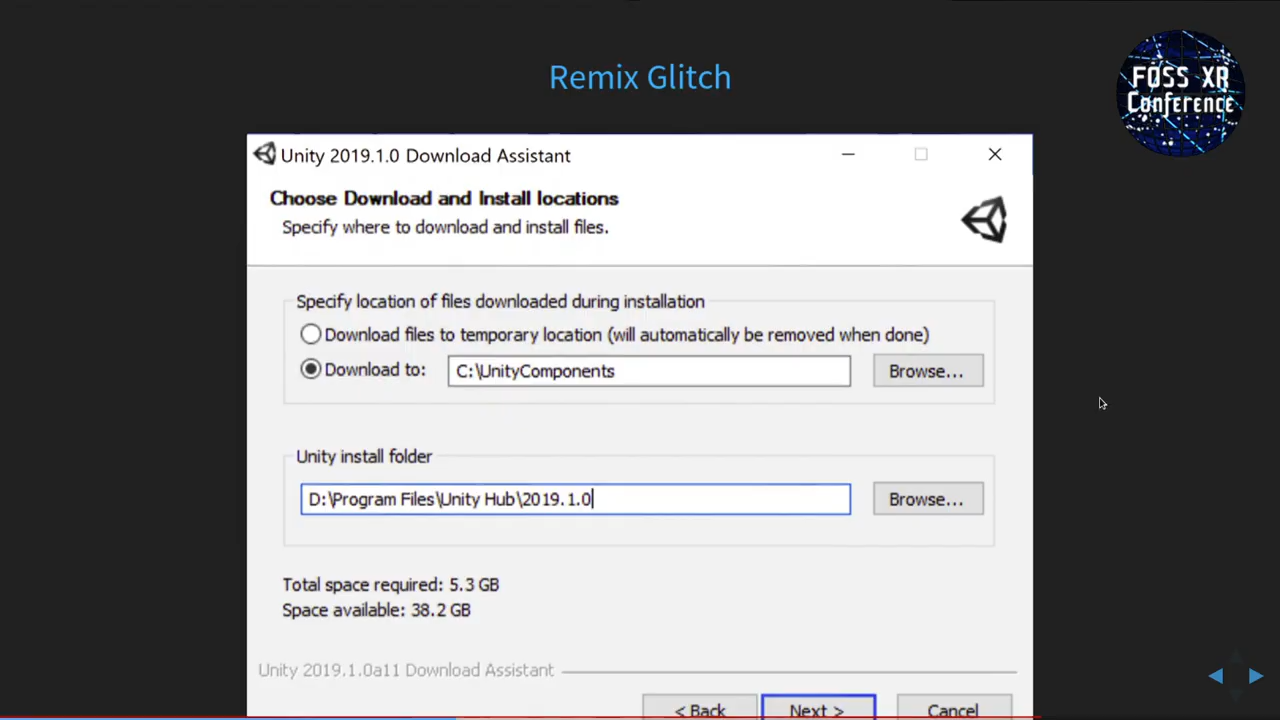 Remix Glitch
FOSS XR
Conference
Unity 2019.1.0 Download Assistant
Choose Download and Install locations
Specify where to download and install files.
Specify location of files downloaded during installation
Download files to temporary location (will automatically be removed when done)
Download to: C:\UnityComponents Browse...
Unity install folder
D:\Program Files\Unity Hub\2019.1.0 Browse...
Total space required: 5.3 GB
Space available: 38.2 GB
Unity 2019.1.0a11 Download Assistant
< Back Next > Cancel